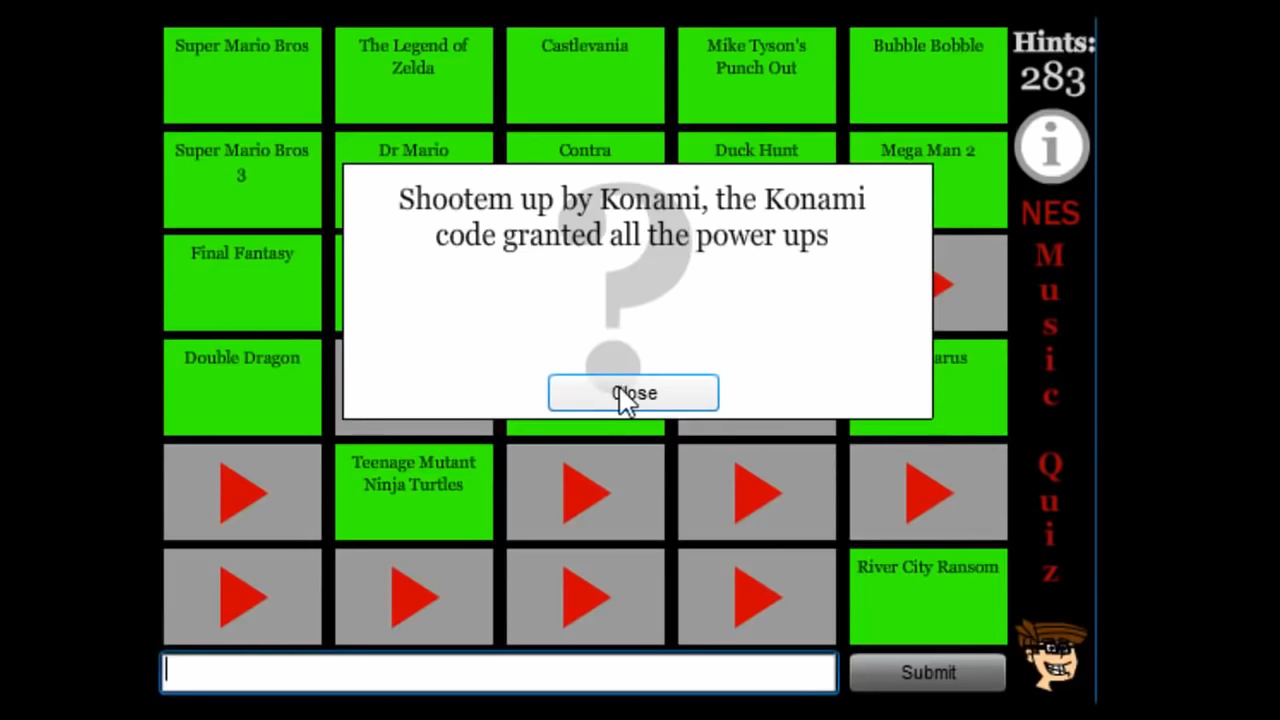 Super Mario Bros
The Legend of
Zelda
Castlevania
Mike Tyson's
Punch Out
Bubble Bobble
Hints:
283
i
Super Mario Bros
3
Dr Mario
Contra
Duck Hunt
Mega Man 2
Shootem up by Konami, the Konami
code granted all the power ups
?
Close
NES
Music
Quiz
Final Fantasy
Double Dragon
Teenage Mutant
Ninja Turtles
River City Ransom
Submit